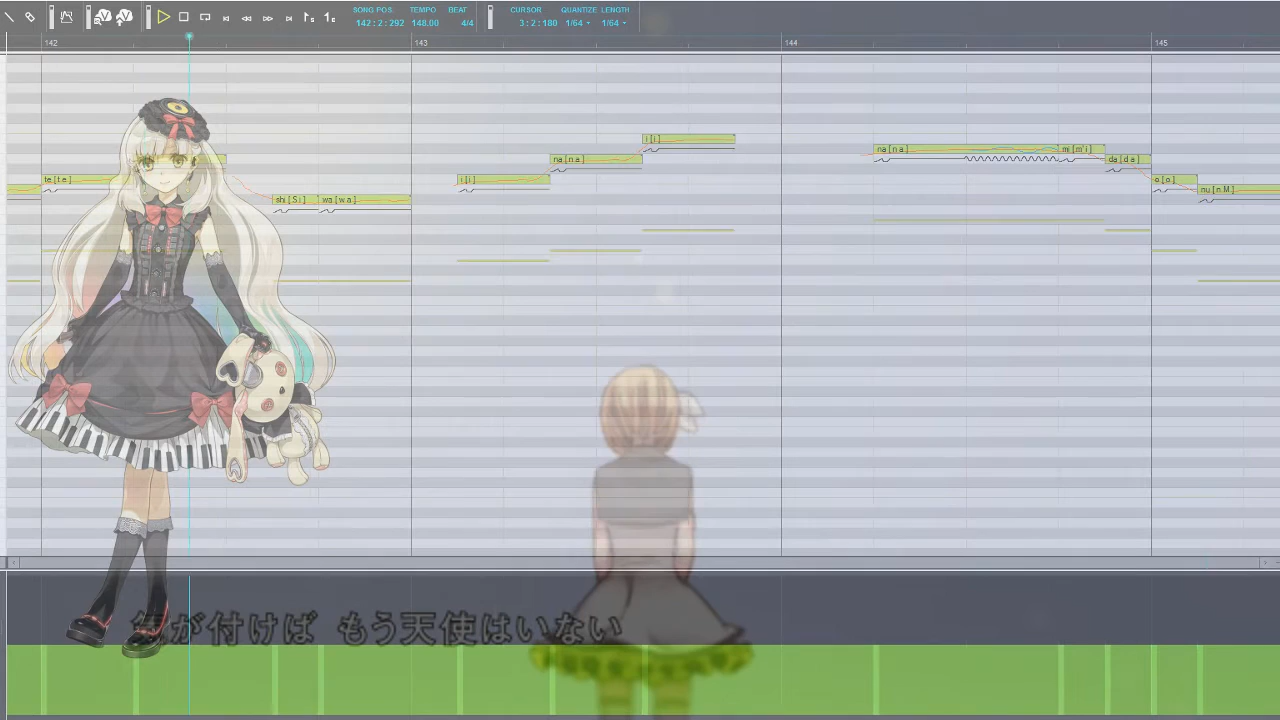 SONG POS. TEMPO BEAT CURSOR QUANTIZE LENGTH
142:2:292 148.00 4/4 3:2:180 1/64 1/64
142 143 144 145
i [i]
na [n a] na [n a] mi [m' i]
da [d a]
te [t e] i [i] o [o]
nu [n M]
shi [S i] wa [w a]
気が付けば もう天使はいない